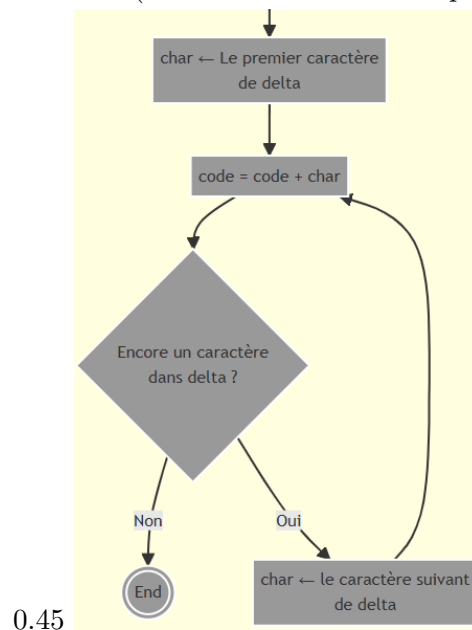 char ← Le premier caractère
de delta
code = code + char
Encore un caractère
dans delta ?
Non
Oui
End
char ← le caractère suivant
de delta
0.45